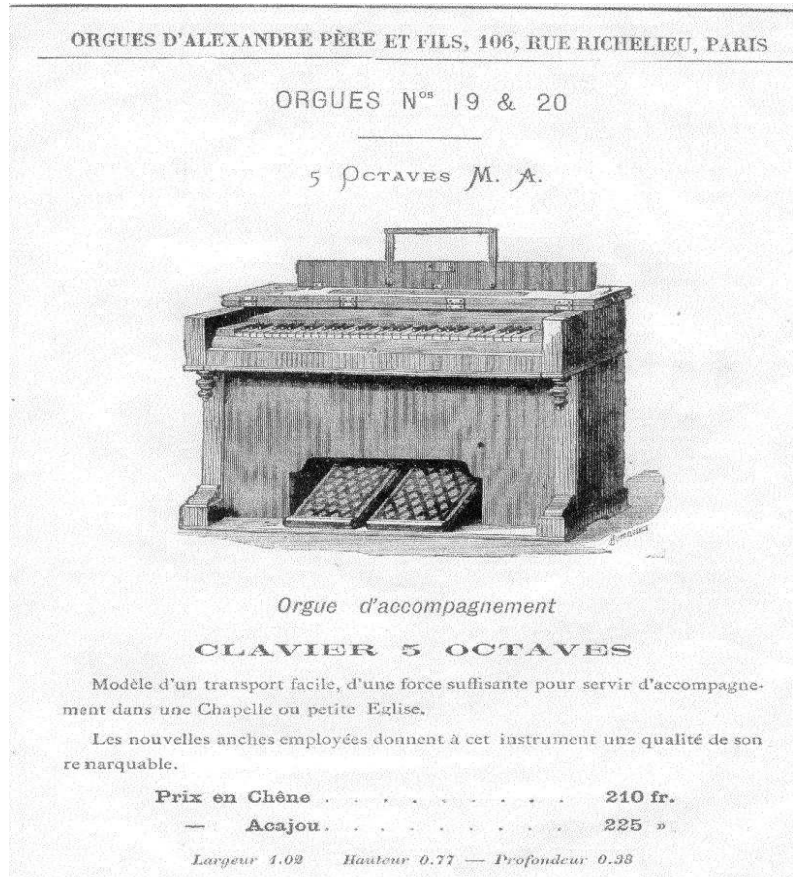 ORGUES D'ALEXANDRE PÈRE ET FILS, 106, RUE RICHELIEU, PARIS
ORGUES Nos 19 & 20
5 OCTAVES M. A.
Orgue d'accompagnement
CLAVIER 5 OCTAVES
Modèle d'un transport facile, d'une force suffisante pour servir d'accompagne-
ment dans une Chapelle ou petite Eglise.
Les nouvelles anches employées donnent à cet instrument une qualité de son
re narquable.
Prix en Chêne . . . . . . . . . 210 fr.
— Acajou . . . . . . . . . 225 »
Largeur 1.02 Hauteur 0.77 — Profondeur 0.38